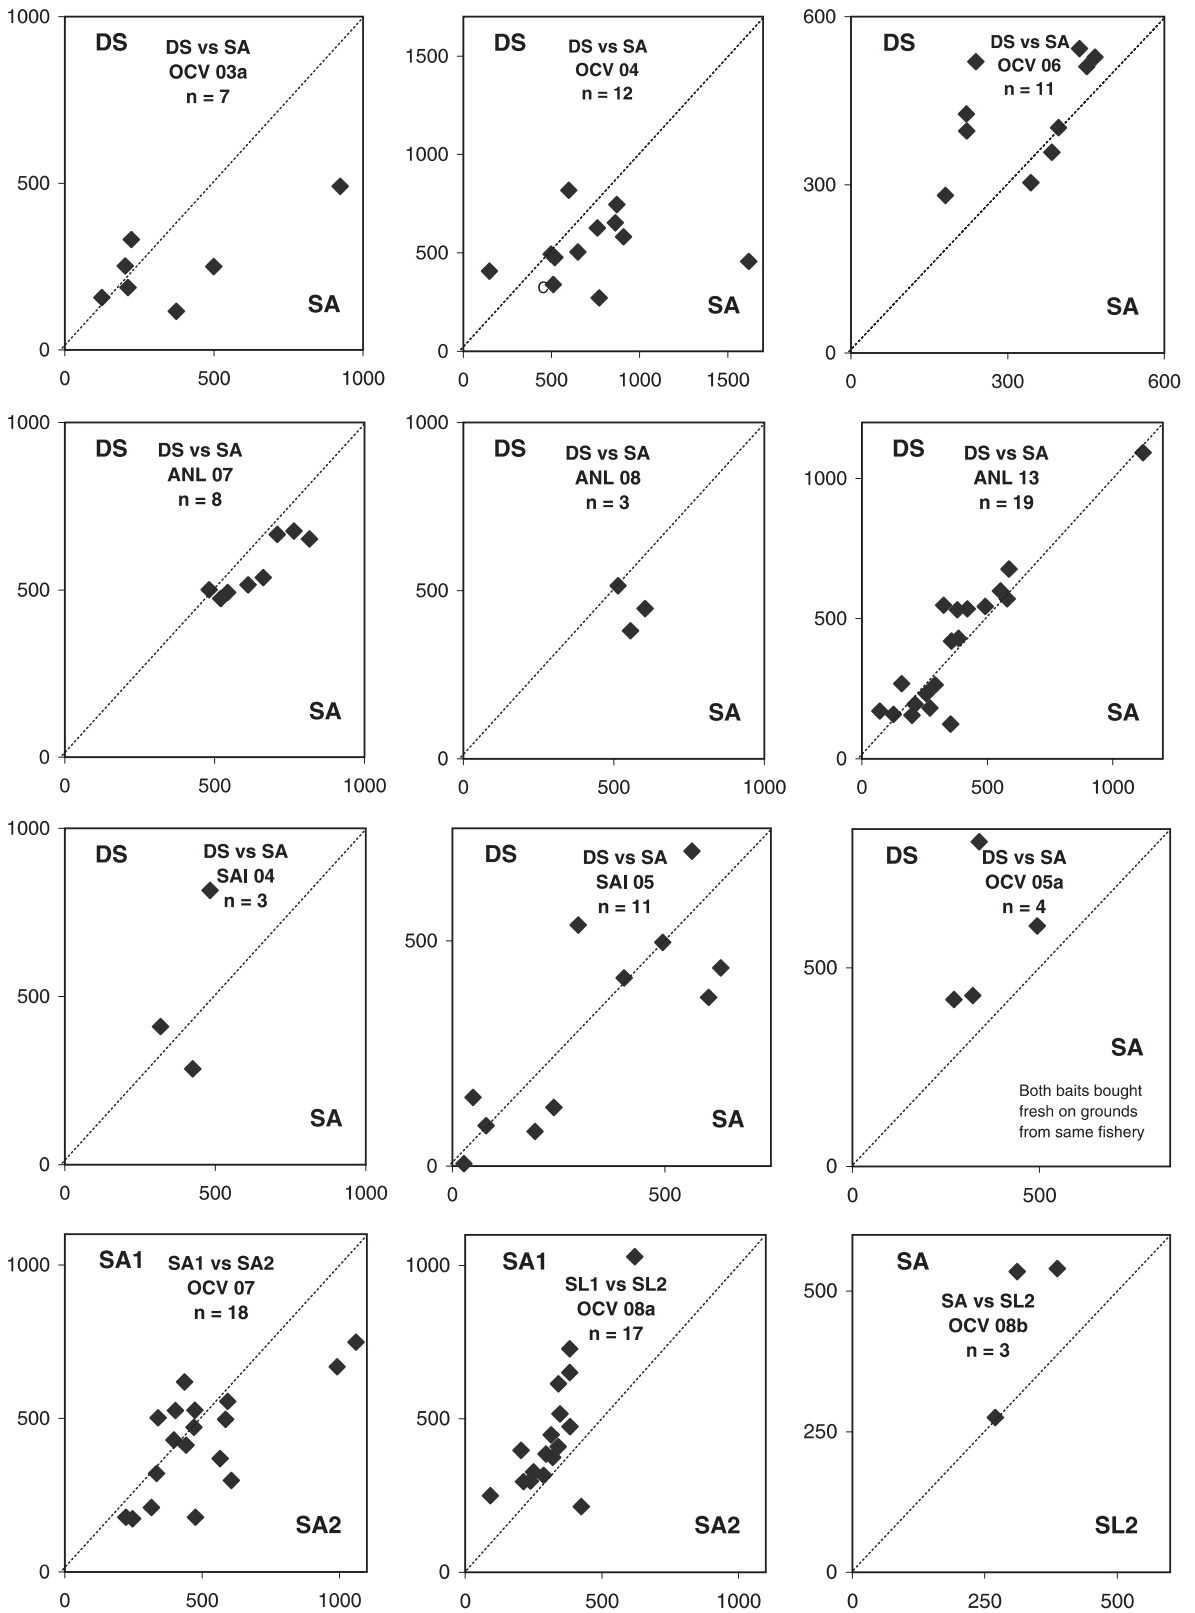 1000
DS
DS vs SA
OCV 03a
n = 7
500
SA
0
0 500 1000
1500
DS
DS vs SA
OCV 04
n = 12
1000
500
C
SA
0
0 500 1000 1500
600
DS
DS vs SA
OCV 06
n = 11
300
SA
0
0 300 600
1000
DS
DS vs SA
ANL 07
n = 8
500
SA
0
0 500 1000
1000
DS
DS vs SA
ANL 08
n = 3
500
SA
0
0 500 1000
DS
DS vs SA
ANL 13
n = 19
1000
500
SA
0
0 500 1000
1000
DS
DS vs SA
SAI 04
n = 3
500
SA
0
0 500 1000
DS
DS vs SA
SAI 05
n = 11
500
SA
0
0 500
DS
DS vs SA
OCV 05a
n = 4
500
SA
Both baits bought
fresh on grounds
from same fishery
0
0 500
1000
SA1
SA1 vs SA2
OCV 07
n = 18
500
SA2
0
0 500 1000
1000
SA1
SL1 vs SL2
OCV 08a
n = 17
500
SA2
0
0 500 1000
SA
500
SA vs SL2
OCV 08b
n = 3
250
SL2
0
0 250 500